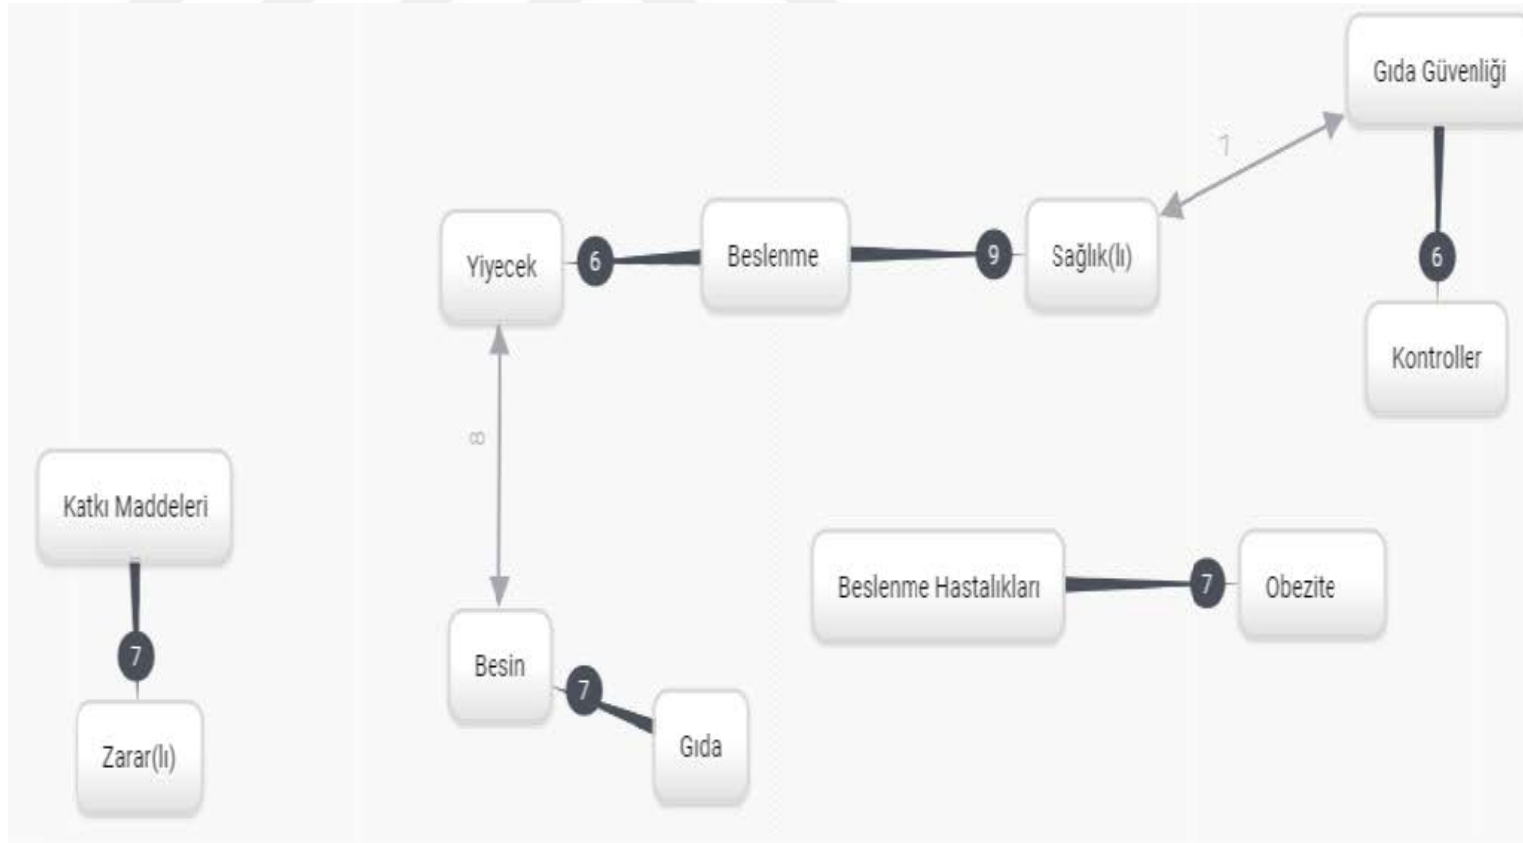 Gıda Güvenliği
7
Yiyecek
6
Beslenme
9
Sağlık(lı)
6
Kontroller
8
Katkı Maddeleri
7
Zarar(lı)
Beslenme Hastalıkları
7
Obezite
Besin
7
Gıda